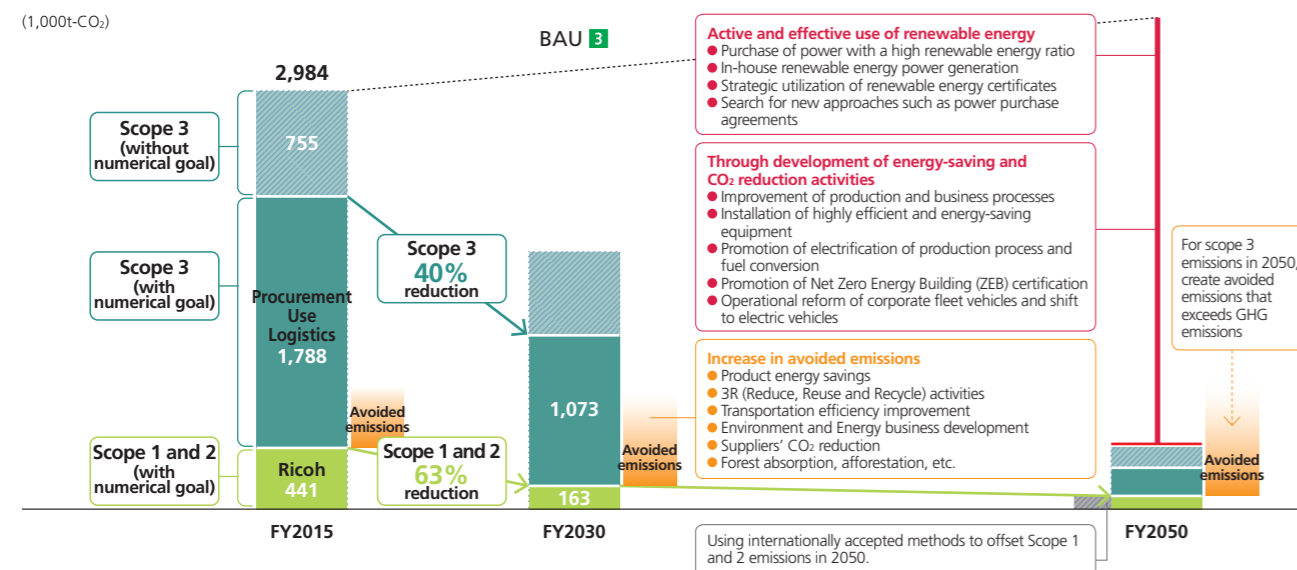 (1,000t-CO₂)
BAU 3
2,984
Scope 3
(without
numerical goal)
755
Scope 3
(with
numerical goal)
Procurement
Use
Logistics
1,788
Scope 1 and 2
(with
numerical goal)
Ricoh
441
Avoided
emissions
Scope 3
40%
reduction
Scope 1 and 2
63%
reduction
1,073
163
Avoided
emissions
Active and effective use of renewable energy
● Purchase of power with a high renewable energy ratio
● In-house renewable energy power generation
● Strategic utilization of renewable energy certificates
● Search for new approaches such as power purchase
agreements
Through development of energy-saving and
CO₂ reduction activities
● Improvement of production and business processes
● Installation of highly efficient and energy-saving
equipment
● Promotion of electrification of production process and
fuel conversion
● Promotion of Net Zero Energy Building (ZEB) certification
● Operational reform of corporate fleet vehicles and shift
to electric vehicles
Increase in avoided emissions
● Product energy savings
● 3R (Reduce, Reuse and Recycle) activities
● Transportation efficiency improvement
● Environment and Energy business development
● Suppliers' CO₂ reduction
● Forest absorption, afforestation, etc.
For scope 3
emissions in 2050,
create avoided
emissions that
exceeds GHG
emissions
Avoided
emissions
FY2015
FY2030
FY2050
Using internationally accepted methods to offset Scope 1
and 2 emissions in 2050.